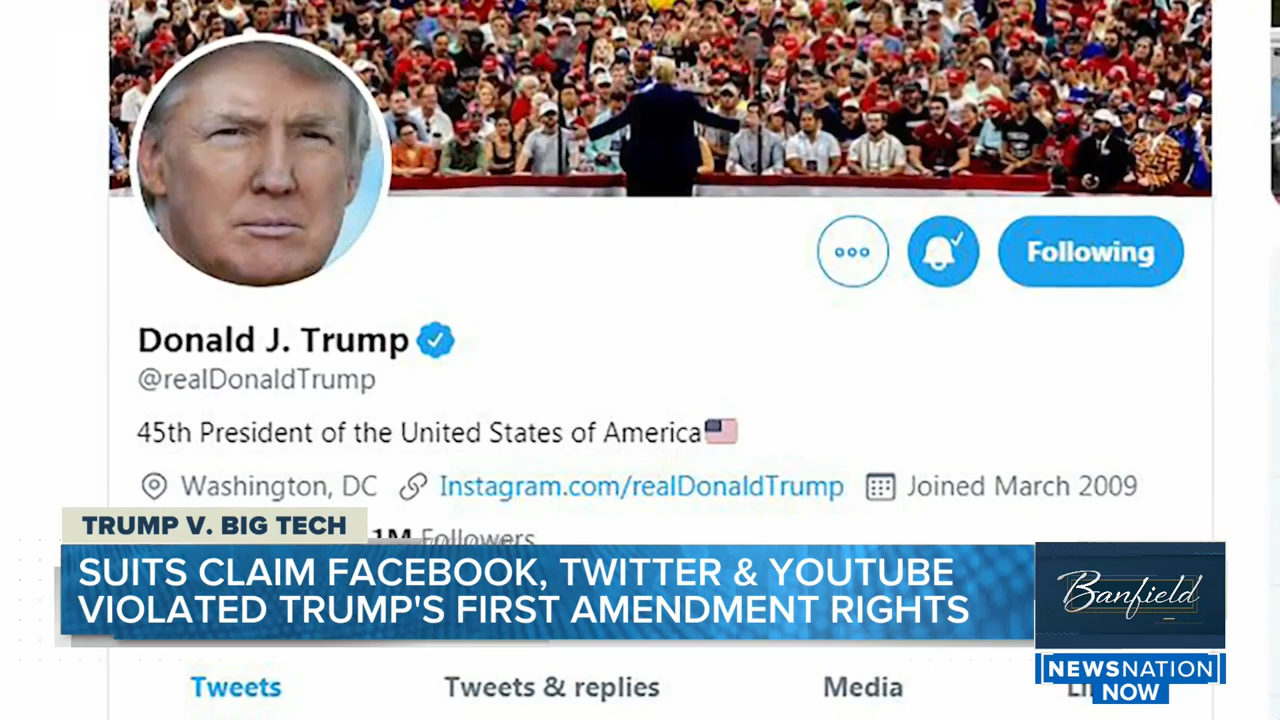 Following
Donald J. Trump
@realDonaldTrump
45th President of the United States of America
Washington, DC Instagram.com/realDonaldTrump Joined March 2009
TRUMP V. BIG TECH
1M Followers
SUITS CLAIM FACEBOOK, TWITTER & YOUTUBE
VIOLATED TRUMP'S FIRST AMENDMENT RIGHTS
Banfield
NEWSNATION
NOW
Tweets Tweets & replies Media